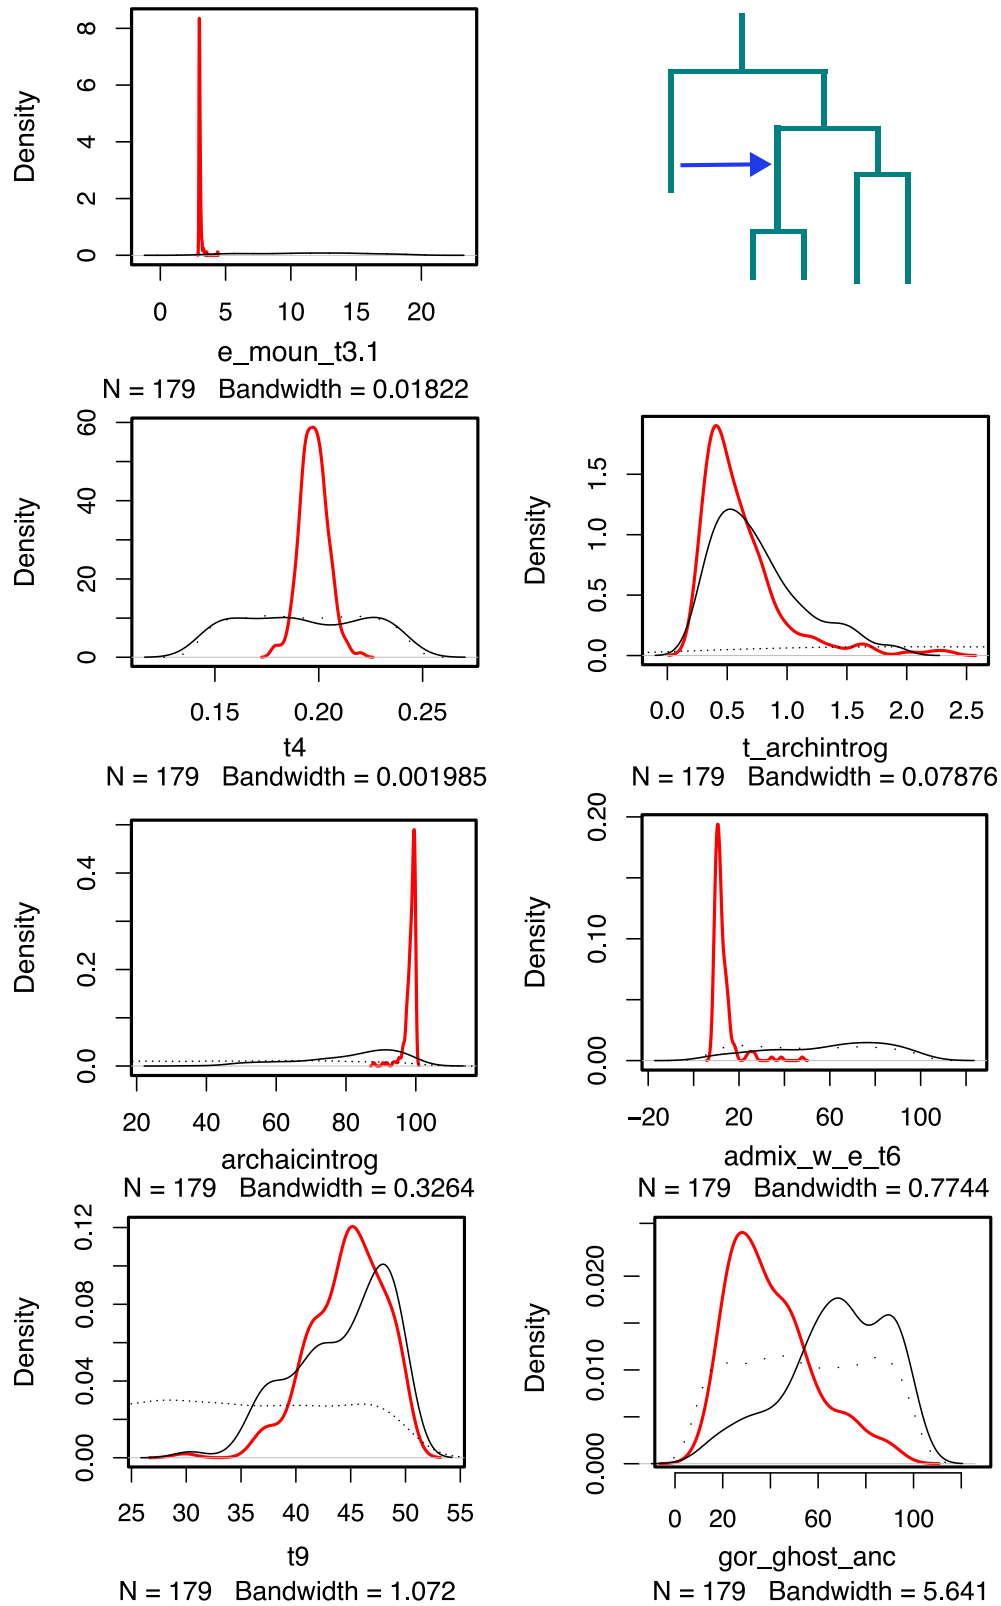 Density
0 2 4 6 8
0 5 10 15 20
e_moun_t3.1
N = 179 Bandwidth = 0.01822
Density
0 20 40 60
0.15 0.20 0.25
t4
N = 179 Bandwidth = 0.001985
Density
0.0 0.5 1.0 1.5
0.0 0.5 1.0 1.5 2.0 2.5
t_archintrog
N = 179 Bandwidth = 0.07876
Density
0.0 0.2 0.4
20 40 60 80 100
archaicintrog
N = 179 Bandwidth = 0.3264
Density
0.00 0.10 0.20
−20 20 60 100
admix_w_e_t6
N = 179 Bandwidth = 0.7744
Density
0.00 0.04 0.08 0.12
25 30 35 40 45 50 55
t9
N = 179 Bandwidth = 1.072
Density
0.000 0.010 0.020
0 20 60 100
gor_ghost_anc
N = 179 Bandwidth = 5.641